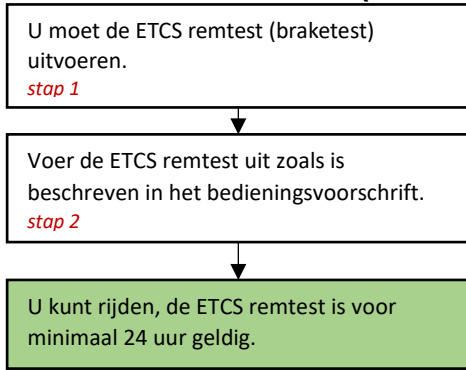 U moet de ETCS remtest (braketest)
uitvoeren.
stap 1
Voer de ETCS remtest uit zoals is
beschreven in het bedieningsvoorschrift.
stap 2
U kunt rijden, de ETCS remtest is voor
minimaal 24 uur geldig.